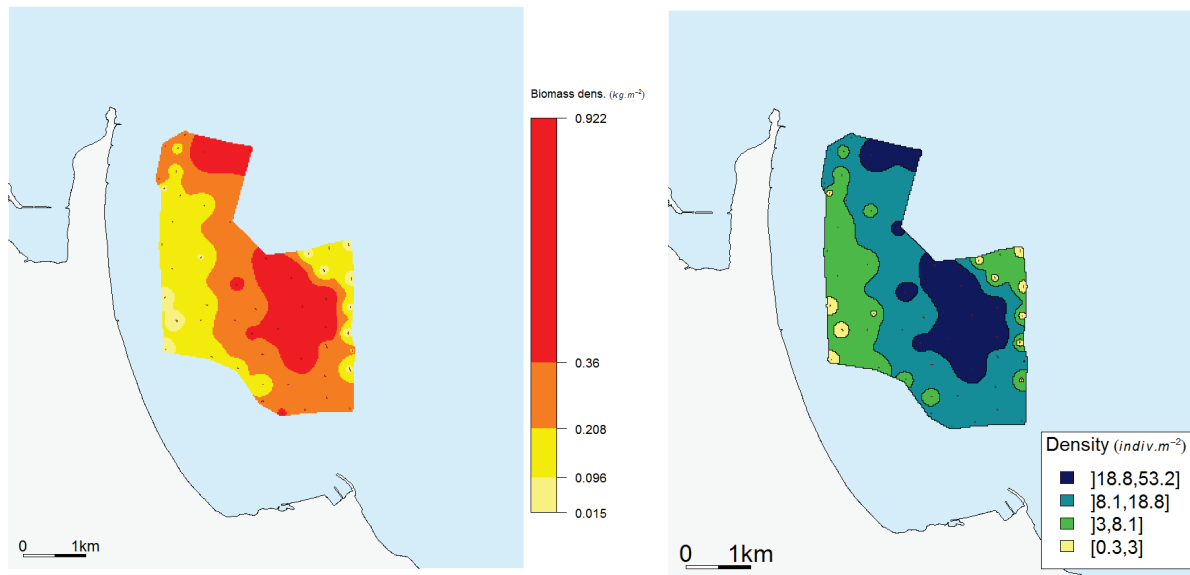 Biomass dens. (kg.m⁻²)
0.922
0.36
0.208
0.096
0.015
0 1km
Density (indiv.m⁻²)
]18.8,53.2]
]8.1,18.8]
]3,8.1]
[0.3,3]
0 1km